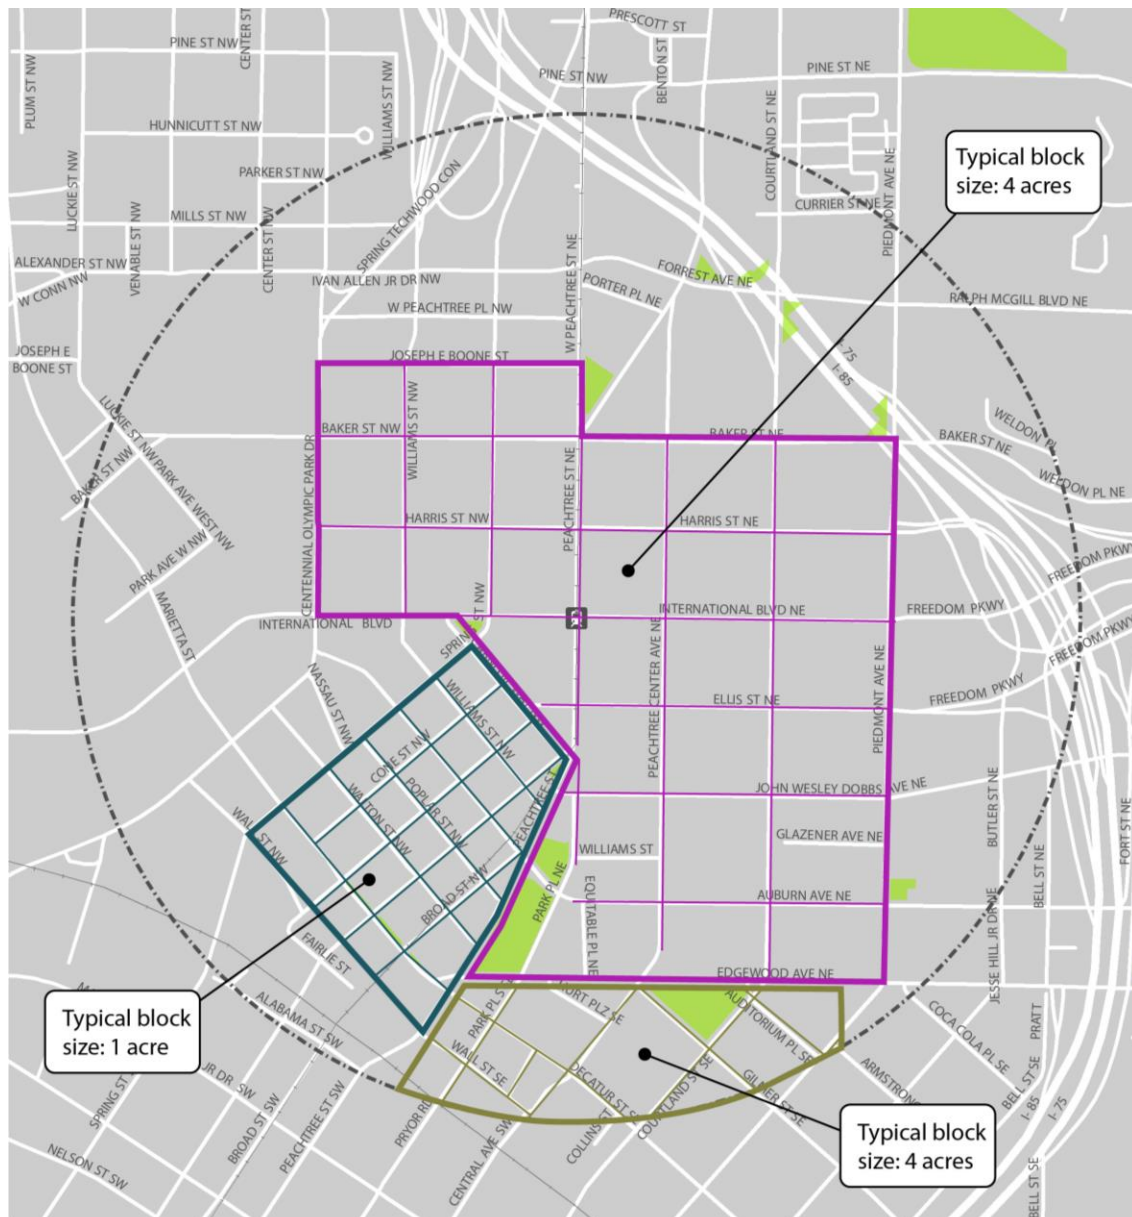 PRESCOTT ST
PINE ST NW
CENTER ST
PLUM ST NW
WILLIAMS ST NW
PINE ST NW
BENTON ST
PINE ST NE
HUNNICUTT ST NW
COURTLAND ST NE
Typical block
size: 4 acres
LUCKIE ST NW
PARKER ST NW
PIEDMONT AVE NE
CURRIER ST NE
MILLS ST NW
VENABLE ST NW
CENTER ST NW
SPRING TECHWOOD CON
ALEXANDER ST NW
W CONN NW
IVAN ALLEN JR DR NW
W PEACHTREE ST NE
PORTER PL NE
FORREST AVE NE
RALPH MCGILL BLVD NE
W PEACHTREE PL NW
I- 75
I- 85
JOSEPH E
BOONE ST
JOSEPH E BOONE ST
LUCKIE ST NW
BAKER ST NW
WILLIAMS ST NW
BAKER ST NE
WELDON PL
BAKER ST NE
WELDON PL NE
BAKER ST NW
PARK AVE WEST NW
CENTENNIAL OLYMPIC PARK DR
HARRIS ST NW
PEACHTREE ST NE
HARRIS ST NE
PARK AVE W NW
FREEDOM PKWY
MARIETTA ST
INTERNATIONAL BLVD
ST NW
INTERNATIONAL BLVD NE
FREEDOM PKWY
FREEDOM PKWY
SPRING
NASSAU ST NW
WILLIAMS ST NW
PEACHTREE CENTER AVE NE
ELLIS ST NE
PIEDMONT AVE NE
FREEDOM PKWY
CONE ST NW
WALTON ST NW
POPLAR ST NW
PEACHTREE ST
JOHN WESLEY DOBBS AVE NE
BUTLER ST NE
FORT ST NE
WALL ST NW
GLAZENER AVE NE
WILLIAMS ST
BROAD ST NW
PARK PL NE
EQUITABLE PL NE
AUBURN AVE NE
BELL ST NE
JESSE HILL JR DR NE
FAIRLIE ST
EDGEWOOD AVE NE
Typical block
size: 1 acre
ALABAMA ST SW
PARK PL S
HURT PLZ SE
AUDITORIUM PL SE
COCA COLA PL SE
PRATT
WALL ST SE
DECATUR ST S
COURTLAND ST SE
GILMER ST SE
ARMSTRONG
BELL ST SE
I- 85
I- 75
SPRING ST
JR DR SW
BROAD ST SW
PEACHTREE ST SW
PRYOR RD
CENTRAL AVE SW
COLLINS ST
Typical block
size: 4 acres
NELSON ST SW
BELL ST SE